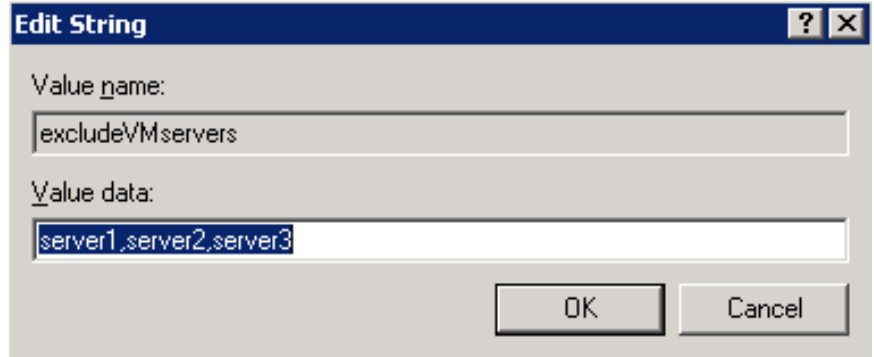 Edit String
Value name:
excludeVMservers
Value data:
server1,server2,server3
OK Cancel